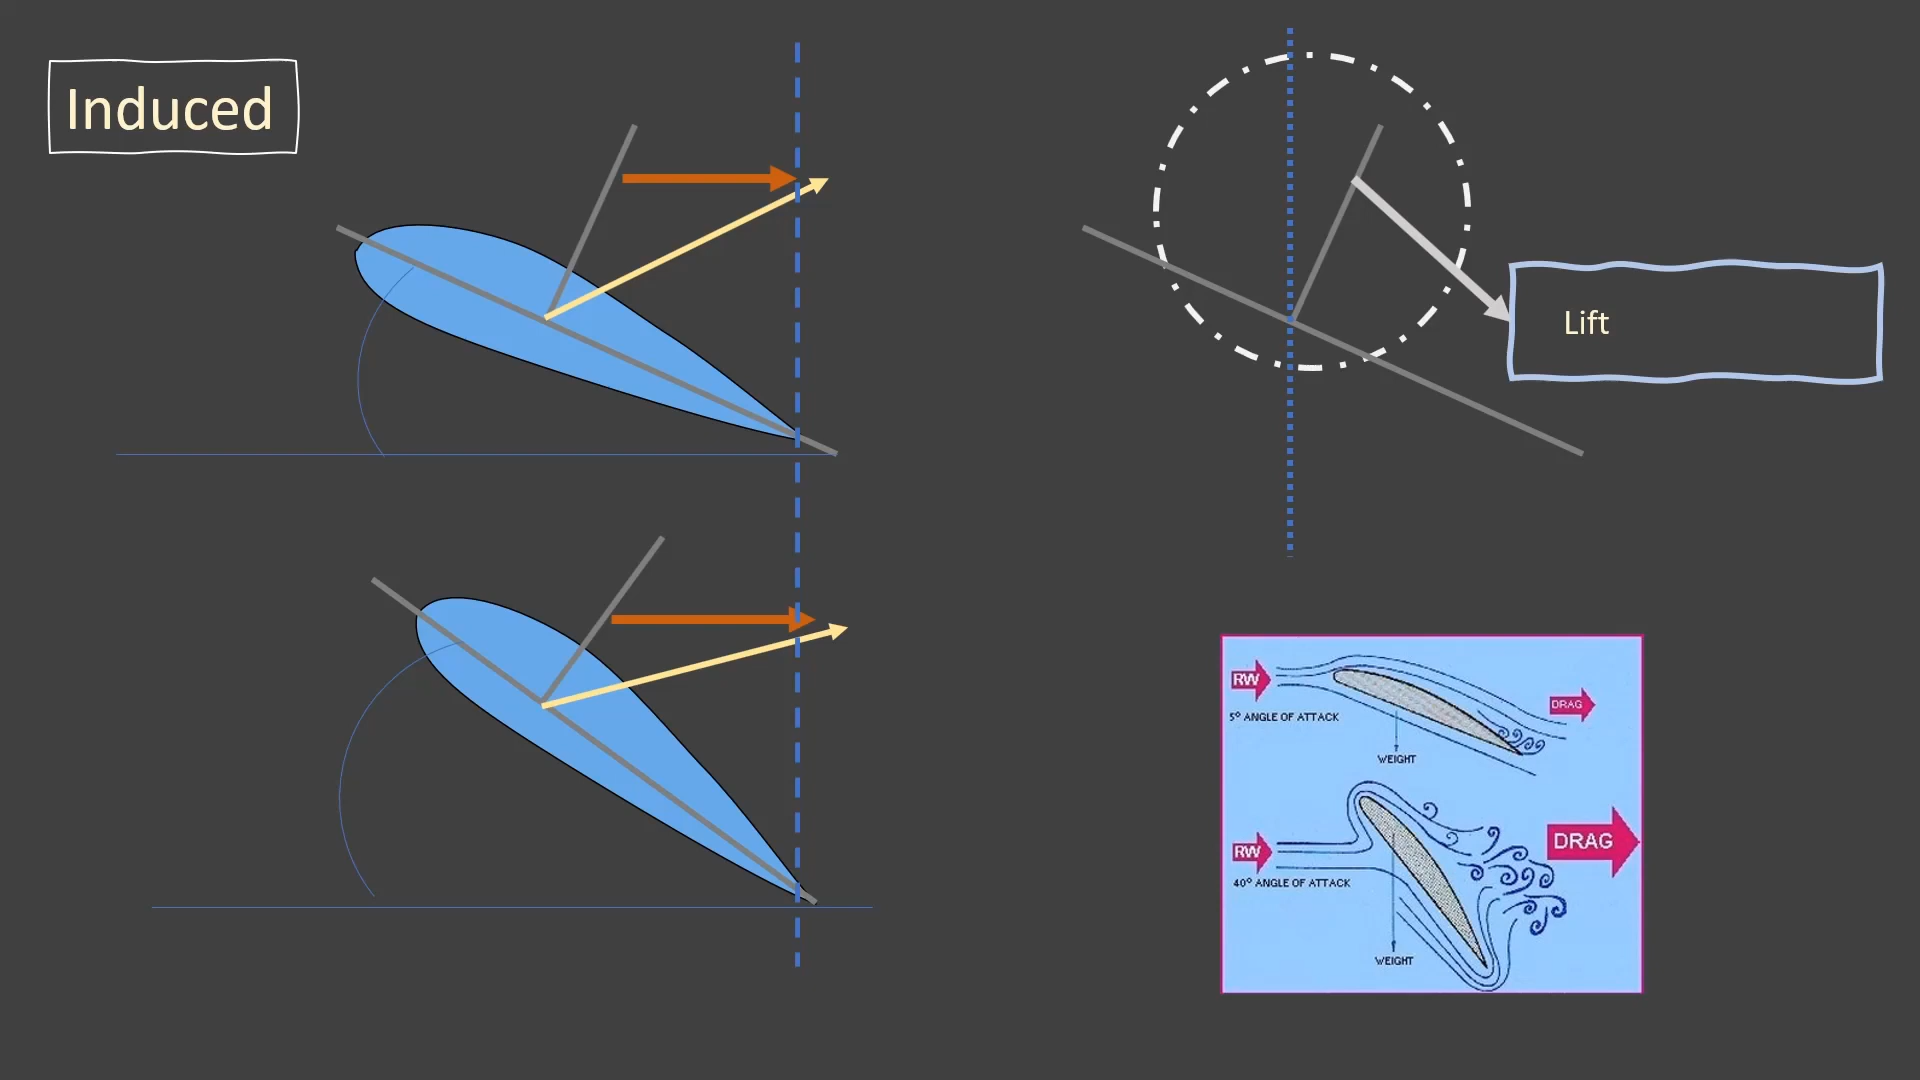 Induced
Lift
RW
DRAG
5º ANGLE OF ATTACK
WEIGHT
RW
DRAG
40º ANGLE OF ATTACK
WEIGHT